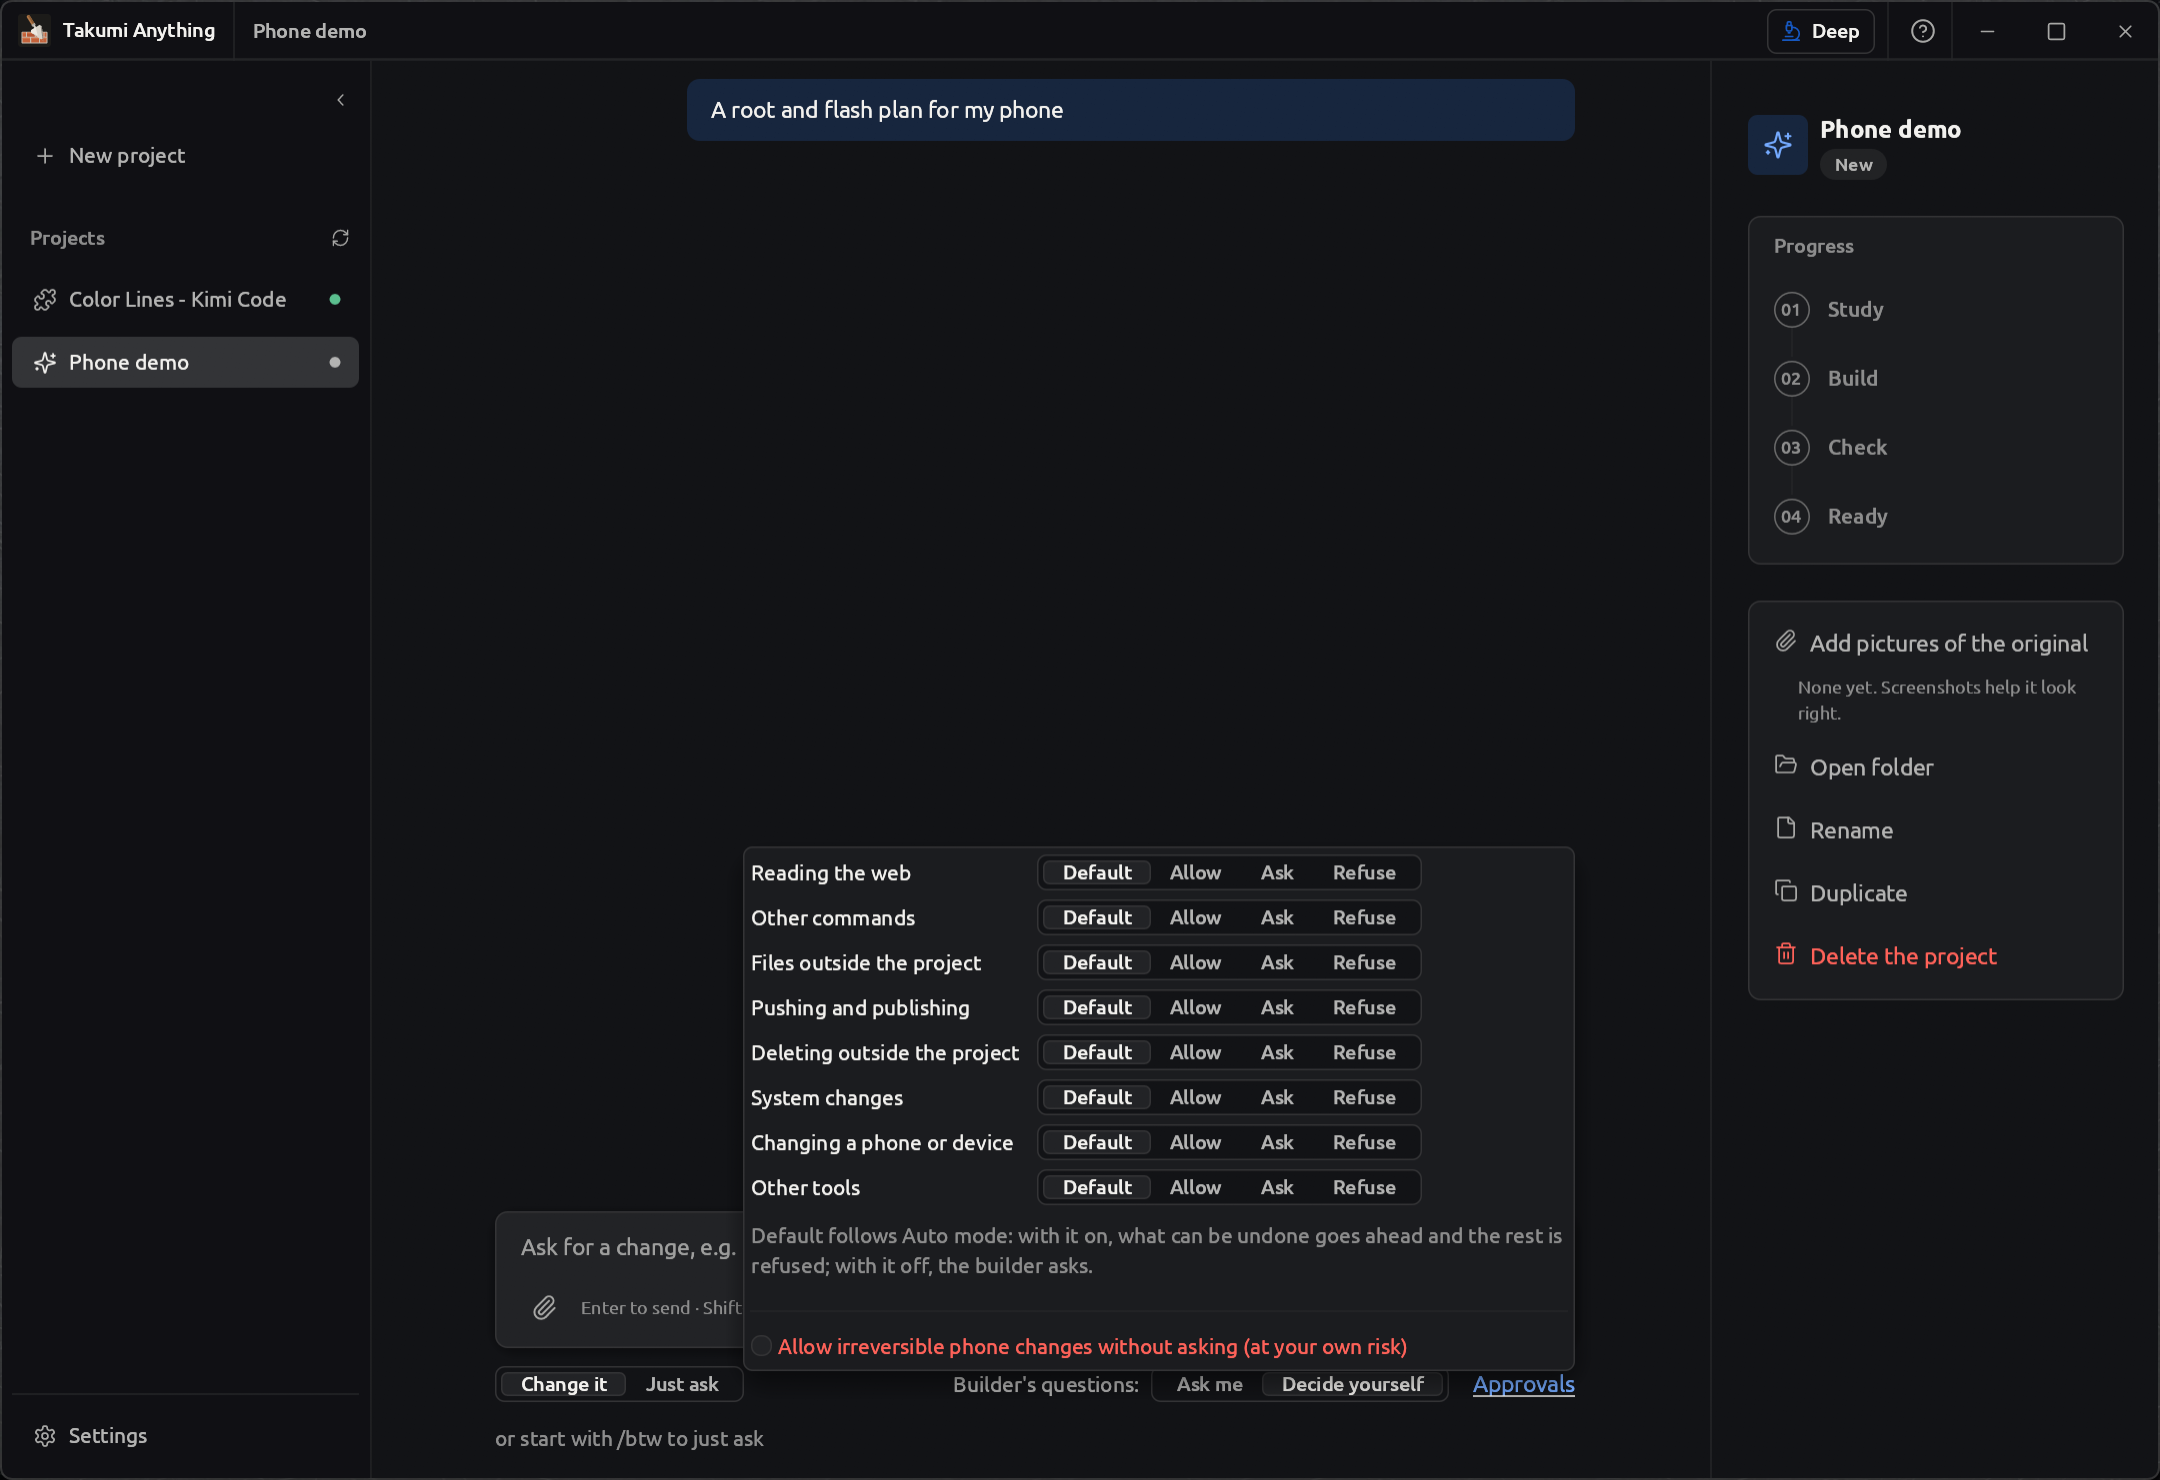 Takumi Anything
Phone demo
Deep
New project
Projects
Color Lines - Kimi Code
Phone demo
Settings
A root and flash plan for my phone
Reading the web Default Allow Ask Refuse
Other commands Default Allow Ask Refuse
Files outside the project Default Allow Ask Refuse
Pushing and publishing Default Allow Ask Refuse
Deleting outside the project Default Allow Ask Refuse
System changes Default Allow Ask Refuse
Changing a phone or device Default Allow Ask Refuse
Other tools Default Allow Ask Refuse
Default follows Auto mode: with it on, what can be undone goes ahead and the rest is
refused; with it off, the builder asks.
Allow irreversible phone changes without asking (at your own risk)
Ask for a change, e.g.
Enter to send · Shift
Change it Just ask
Builder's questions: Ask me Decide yourself Approvals
or start with /btw to just ask
Phone demo
New
Progress
01 Study
02 Build
03 Check
04 Ready
Add pictures of the original
None yet. Screenshots help it look
right.
Open folder
Rename
Duplicate
Delete the project